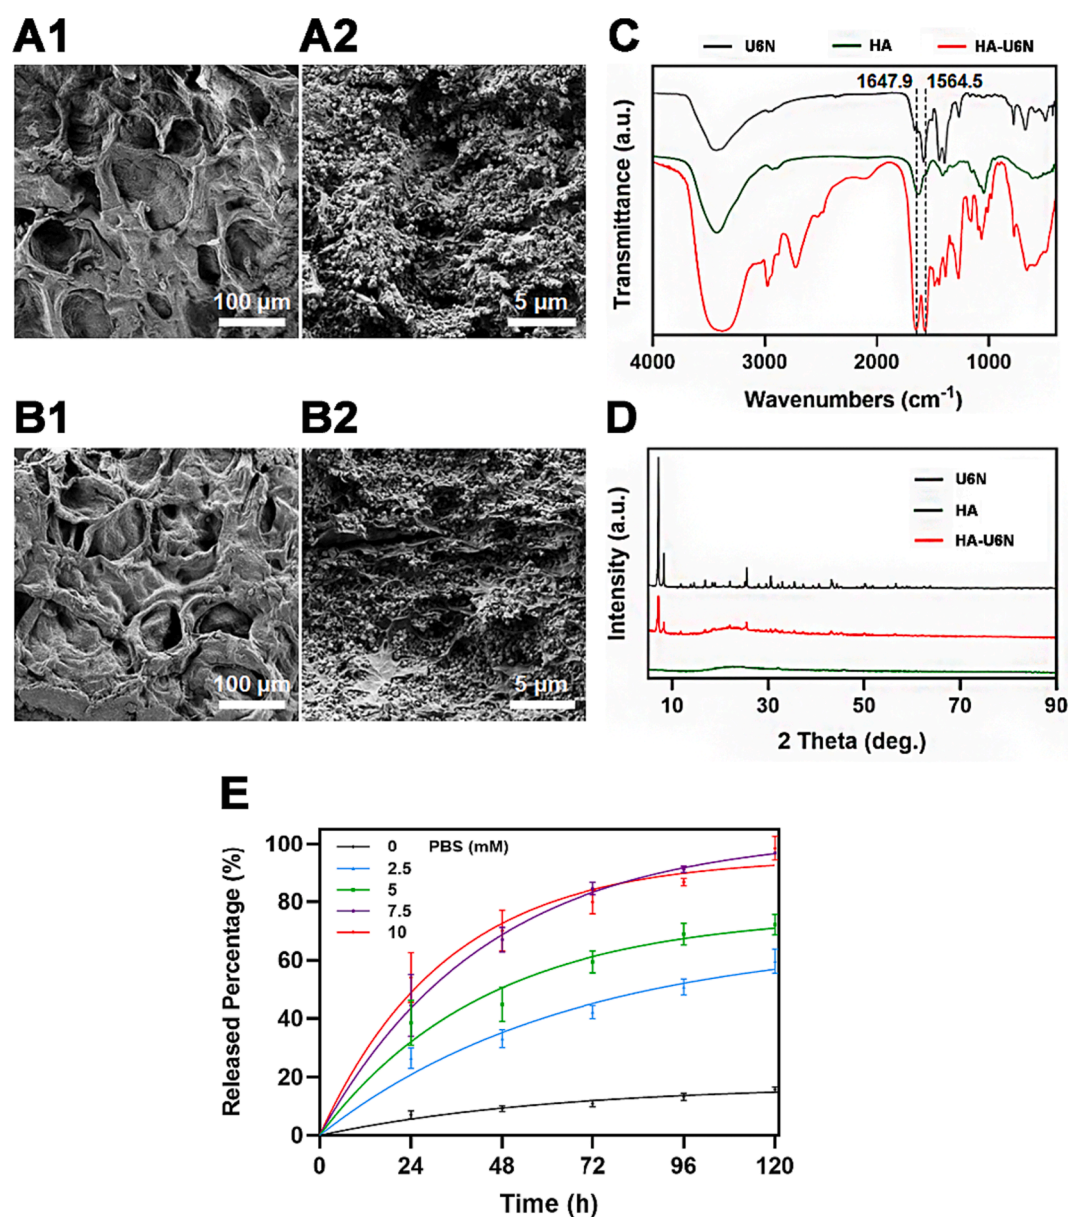 A1
A2
100 µm
5 µm
C
U6N
HA
HA-U6N
1647.9
1564.5
Transmittance (a.u.)
4000
3000
2000
1000
Wavenumbers (cm-1)
B1
B2
100 µm
5 µm
D
U6N
HA
HA-U6N
Intensity (a.u.)
10
30
50
70
90
2 Theta (deg.)
E
0 PBS (mM)
2.5
5
7.5
10
Released Percentage (%)
100
80
60
40
20
0
0
24
48
72
96
120
Time (h)